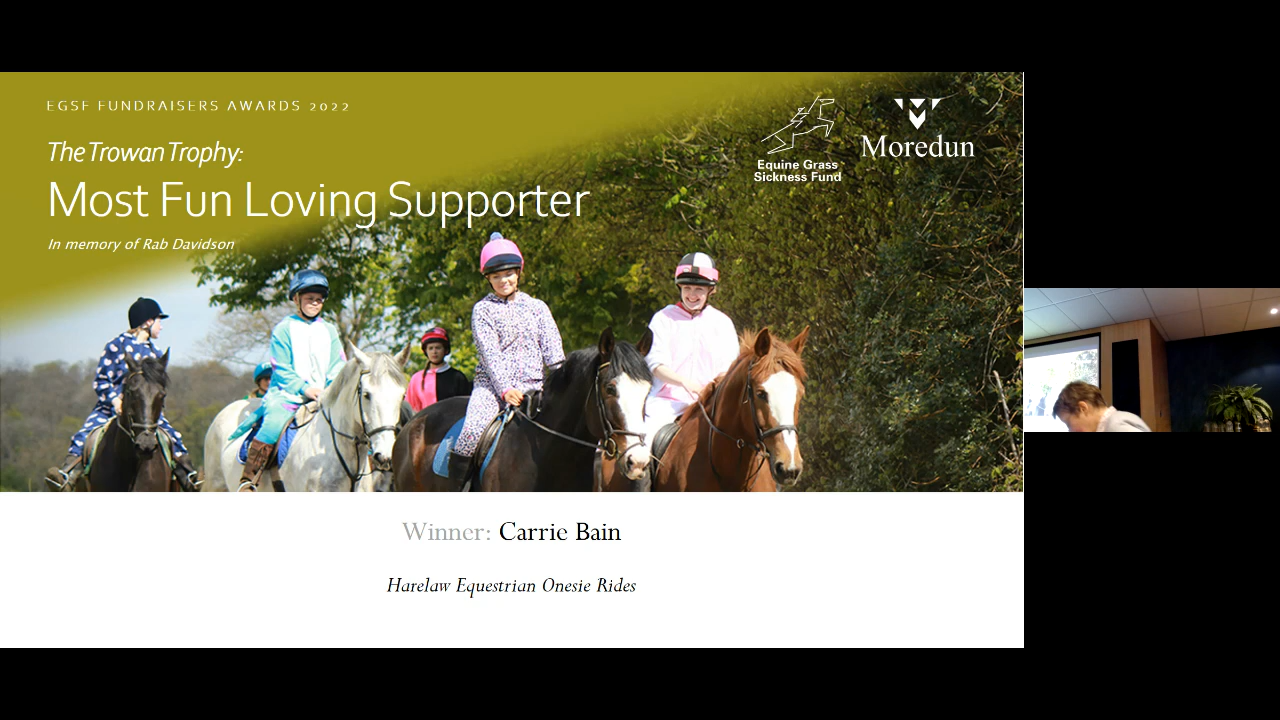 EGSF FUNDRAISERS AWARDS 2022
The Trowan Trophy:
Most Fun Loving Supporter
In memory of Rab Davidson
Equine Grass
Sickness Fund
Moredun
Winner: Carrie Bain
Harelaw Equestrian Onesie Rides